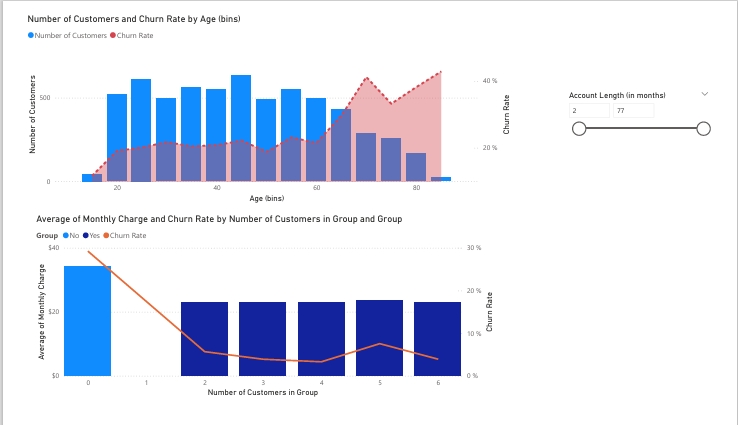 Number of Customers and Churn Rate by Age (bins)
Number of Customers Churn Rate
Number of Customers
500
0
20 40 60 80
Age (bins)
40 %
20 %
Churn Rate
Account Length (in months)
2 77
Average of Monthly Charge and Churn Rate by Number of Customers in Group and Group
Group No Yes Churn Rate
Average of Monthly Charge
$40
$20
$0
0 1 2 3 4 5 6
Number of Customers in Group
30 %
20 %
10 %
0 %
Churn Rate